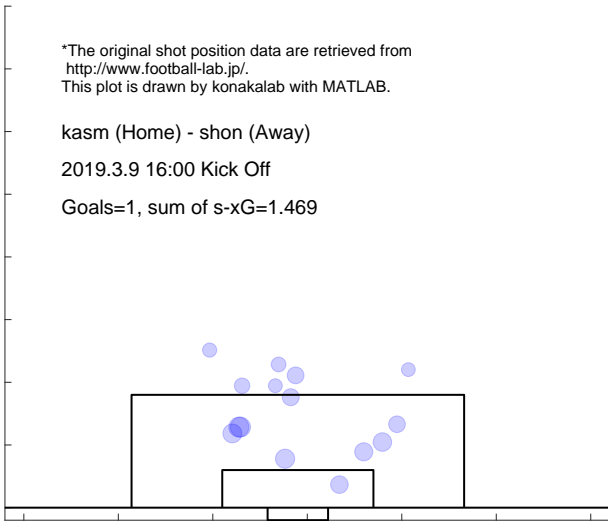 *The original shot position data are retrieved from
http://www.football-lab.jp/.
This plot is drawn by konakalab with MATLAB.
kasm (Home) - shon (Away)
2019.3.9 16:00 Kick Off
Goals=1, sum of s-xG=1.469